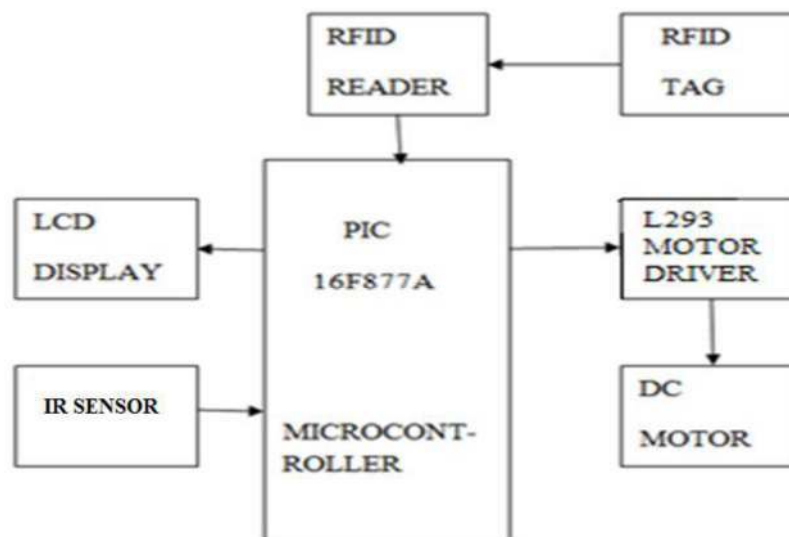 RFID
READER
RFID
TAG
LCD
DISPLAY
PIC
16F877A
L293
MOTOR
DRIVER
IR SENSOR
MICROCONT-
ROLLER
DC
MOTOR